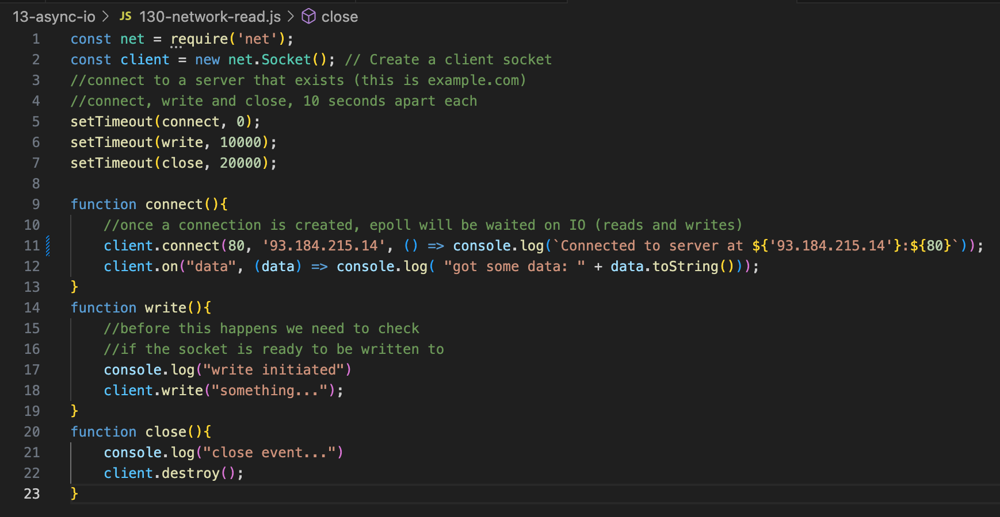 13-async-io > JS 130-network-read.js > close
1 const net = require('net');
2 const client = new net.Socket(); // Create a client socket
3 //connect to a server that exists (this is example.com)
4 //connect, write and close, 10 seconds apart each
5 setTimeout(connect, 0);
6 setTimeout(write, 10000);
7 setTimeout(close, 20000);
8
9 function connect(){
10     //once a connection is created, epoll will be waited on IO (reads and writes)
11     client.connect(80, '93.184.215.14', () => console.log(`Connected to server at ${'93.184.215.14'}:${80}`));
12     client.on("data", (data) => console.log( "got some data: " + data.toString()));
13 }
14 function write(){
15     //before this happens we need to check
16     //if the socket is ready to be written to
17     console.log("write initiated")
18     client.write("something...");
19 }
20 function close(){
21     console.log("close event...")
22     client.destroy();
23 }